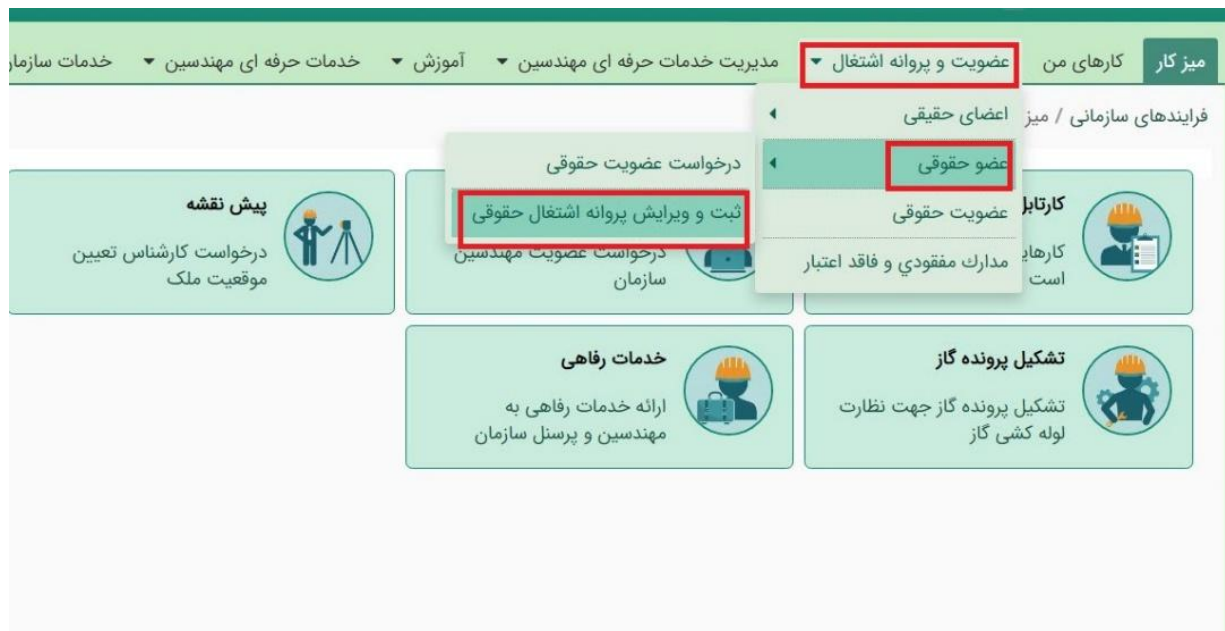 میز کار
کارهای من
عضویت و پروانه اشتغال
مدیریت خدمات حرفه ای مهندسین
آموزش
خدمات حرفه ای مهندسین
خدمات
فرایندهای سازمانی / میز
اعضای حقیقی
عضو حقوقی
عضویت حقوقی
مدارك مفقودي و فاقد اعتبار
درخواست عضویت حقوقی
ثبت و ویرایش پروانه اشتغال حقوقی
کارتابل
است
درخواست عضویت مهندسین
سازمان
پیش نقشه
درخواست کارشناس تعیین
موقعیت ملک
تشکیل پرونده گاز
تشکیل پرونده گاز جهت نظارت
لوله کشی گاز
خدمات رفاهی
ارائه خدمات رفاهی به
مهندسین و پرسنل سازمان